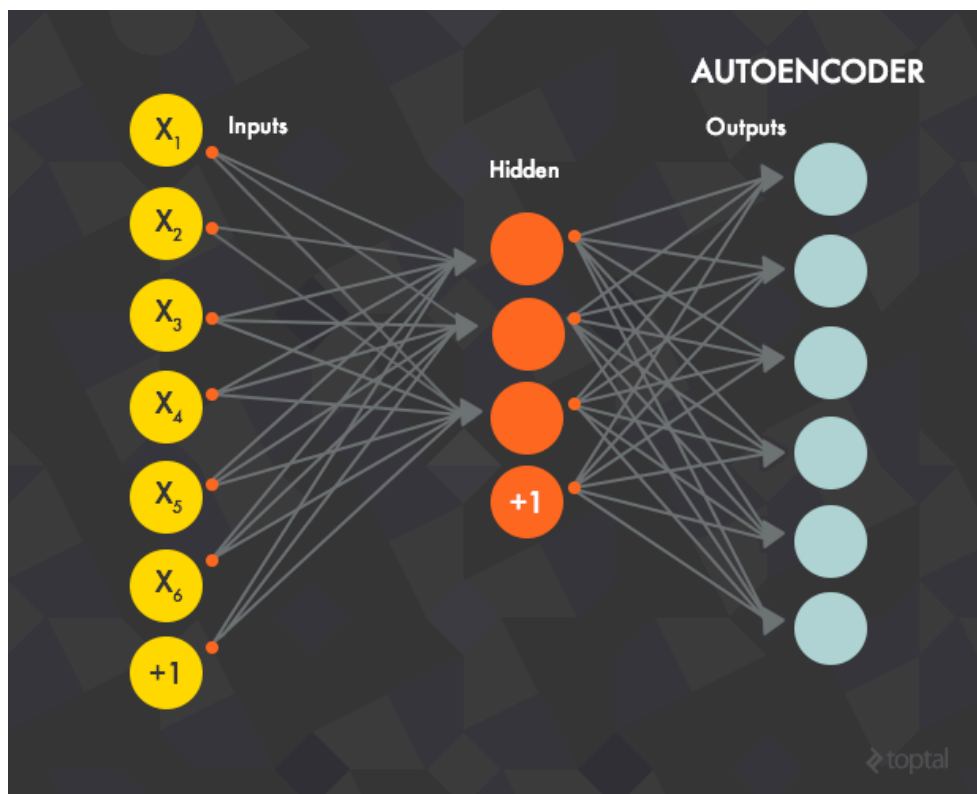 AUTOENCODER
Inputs
Outputs
Hidden
X₁
X₂
X₃
X₄
X₅
X₆
+1
+1
toptal